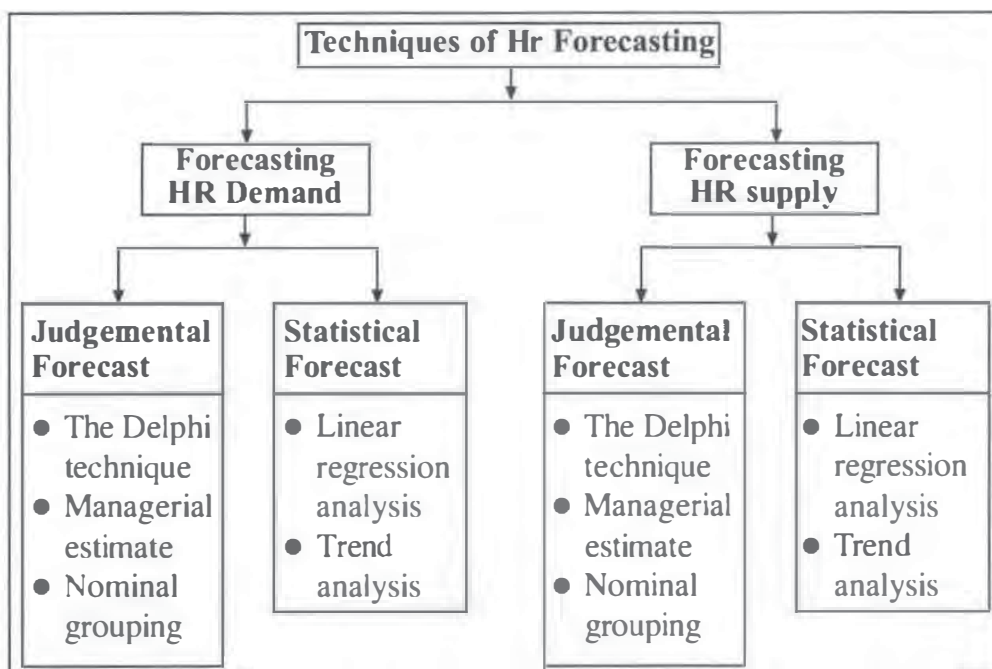 Techniques of Hr Forecasting
Forecasting
HR Demand
Forecasting
HR supply
Judgemental
Forecast
● The Delphi
technique
● Managerial
estimate
● Nominal
grouping
Statistical
Forecast
● Linear
regression
analysis
● Trend
analysis
Judgemental
Forecast
● The Delphi
technique
● Managerial
estimate
● Nominal
grouping
Statistical
Forecast
● Linear
regression
analysis
● Trend
analysis